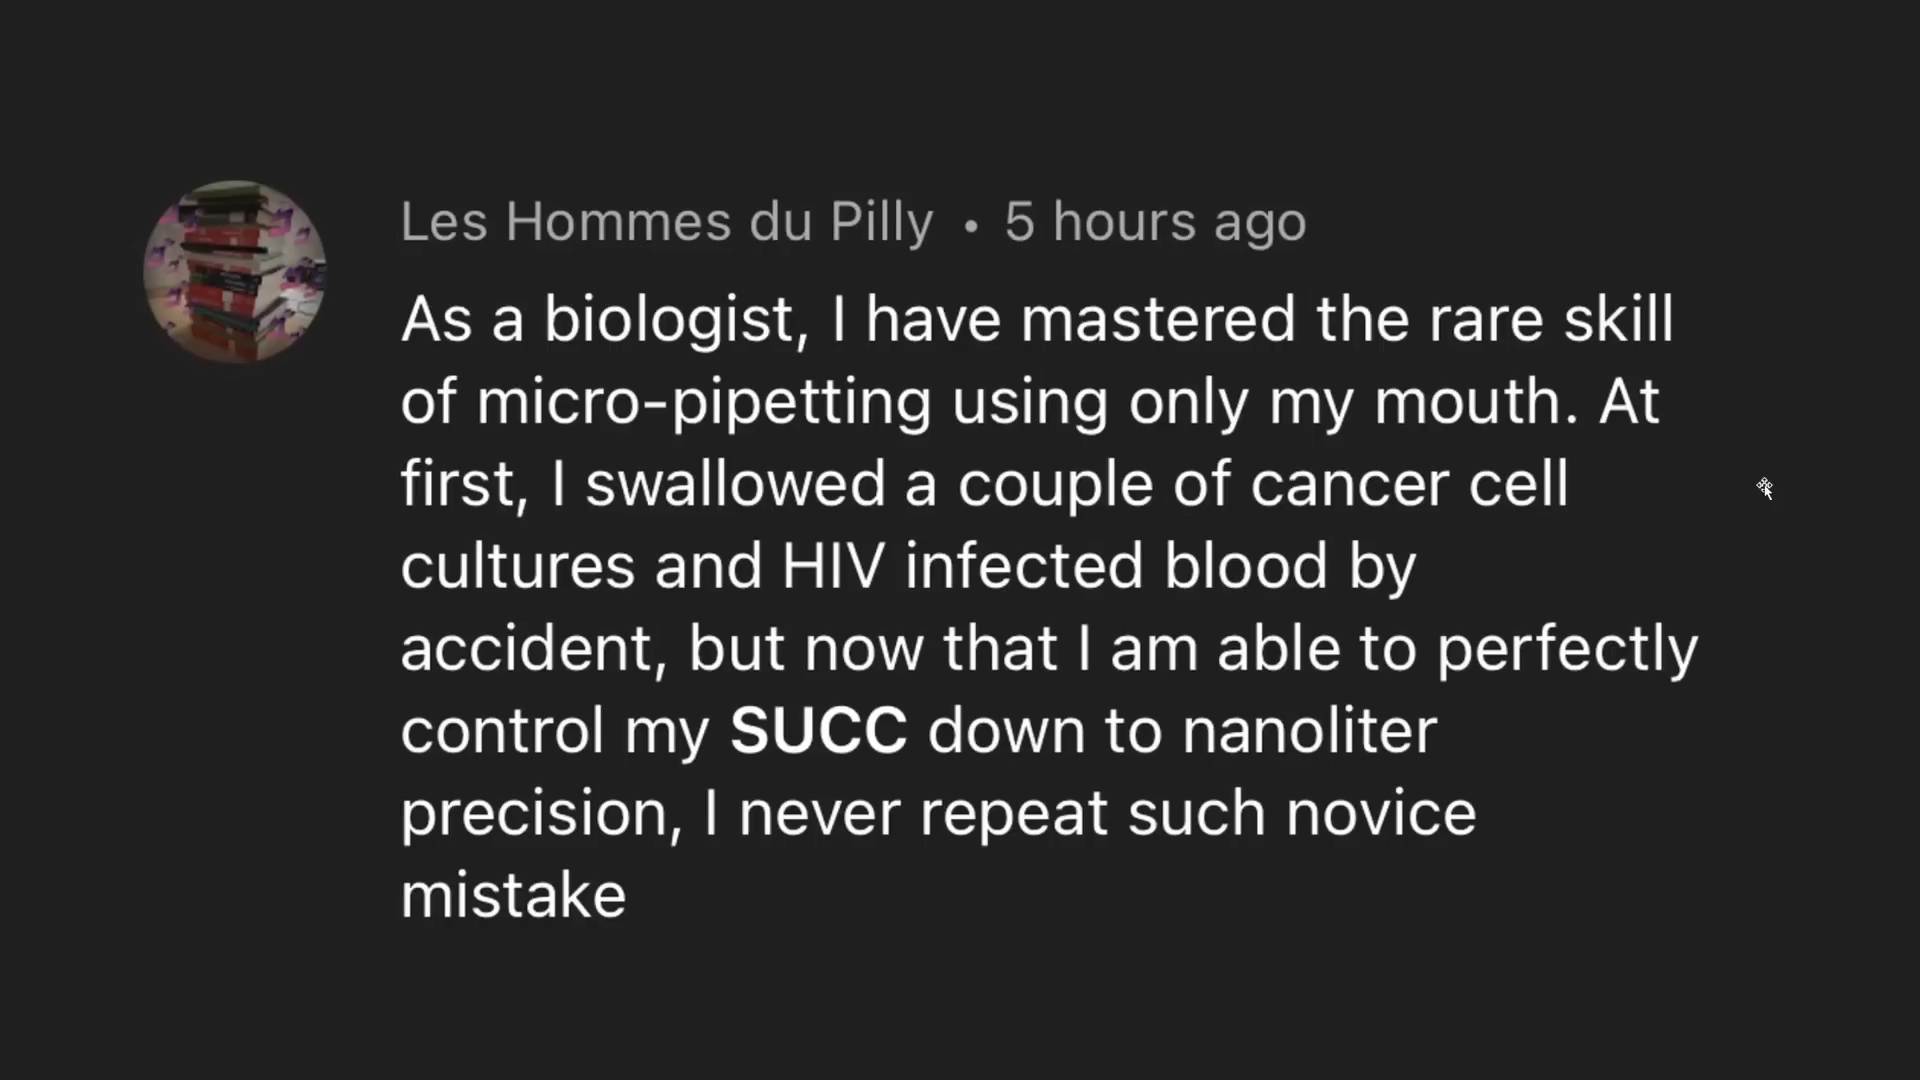 Les Hommes du Pilly • 5 hours ago
As a biologist, I have mastered the rare skill
of micro-pipetting using only my mouth. At
first, I swallowed a couple of cancer cell
cultures and HIV infected blood by
accident, but now that I am able to perfectly
control my SUCC down to nanoliter
precision, I never repeat such novice
mistake